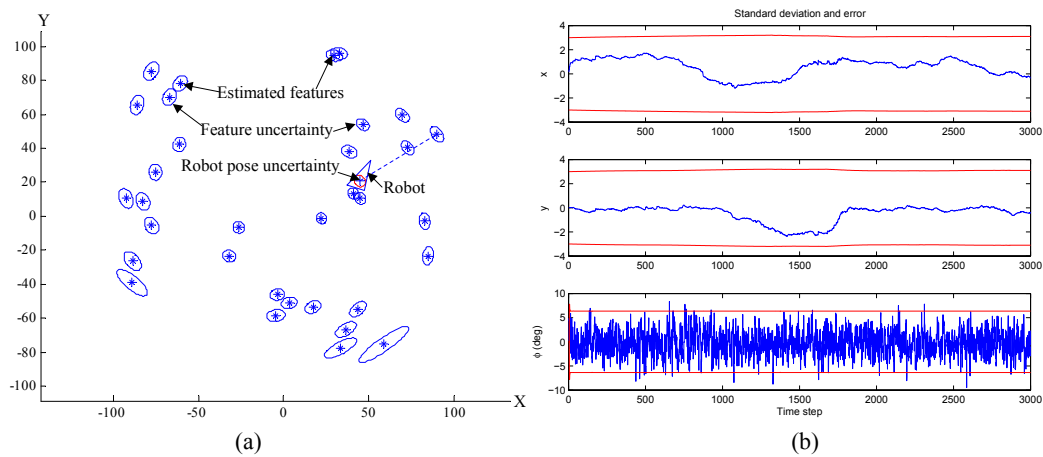 Y
100
80
60
40
20
0
-20
-40
-60
-80
-100
-100
-50
0
50
100
X
Estimated features
Feature uncertainty
Robot pose uncertainty
Robot
(a)
Standard deviation and error
4
2
0
-2
-4
x
0 500 1000 1500 2000 2500 3000
4
2
0
-2
-4
y
0 500 1000 1500 2000 2500 3000
10
5
0
-5
-10
ϕ (deg)
0 500 1000 1500 2000 2500 3000
Time step
(b)